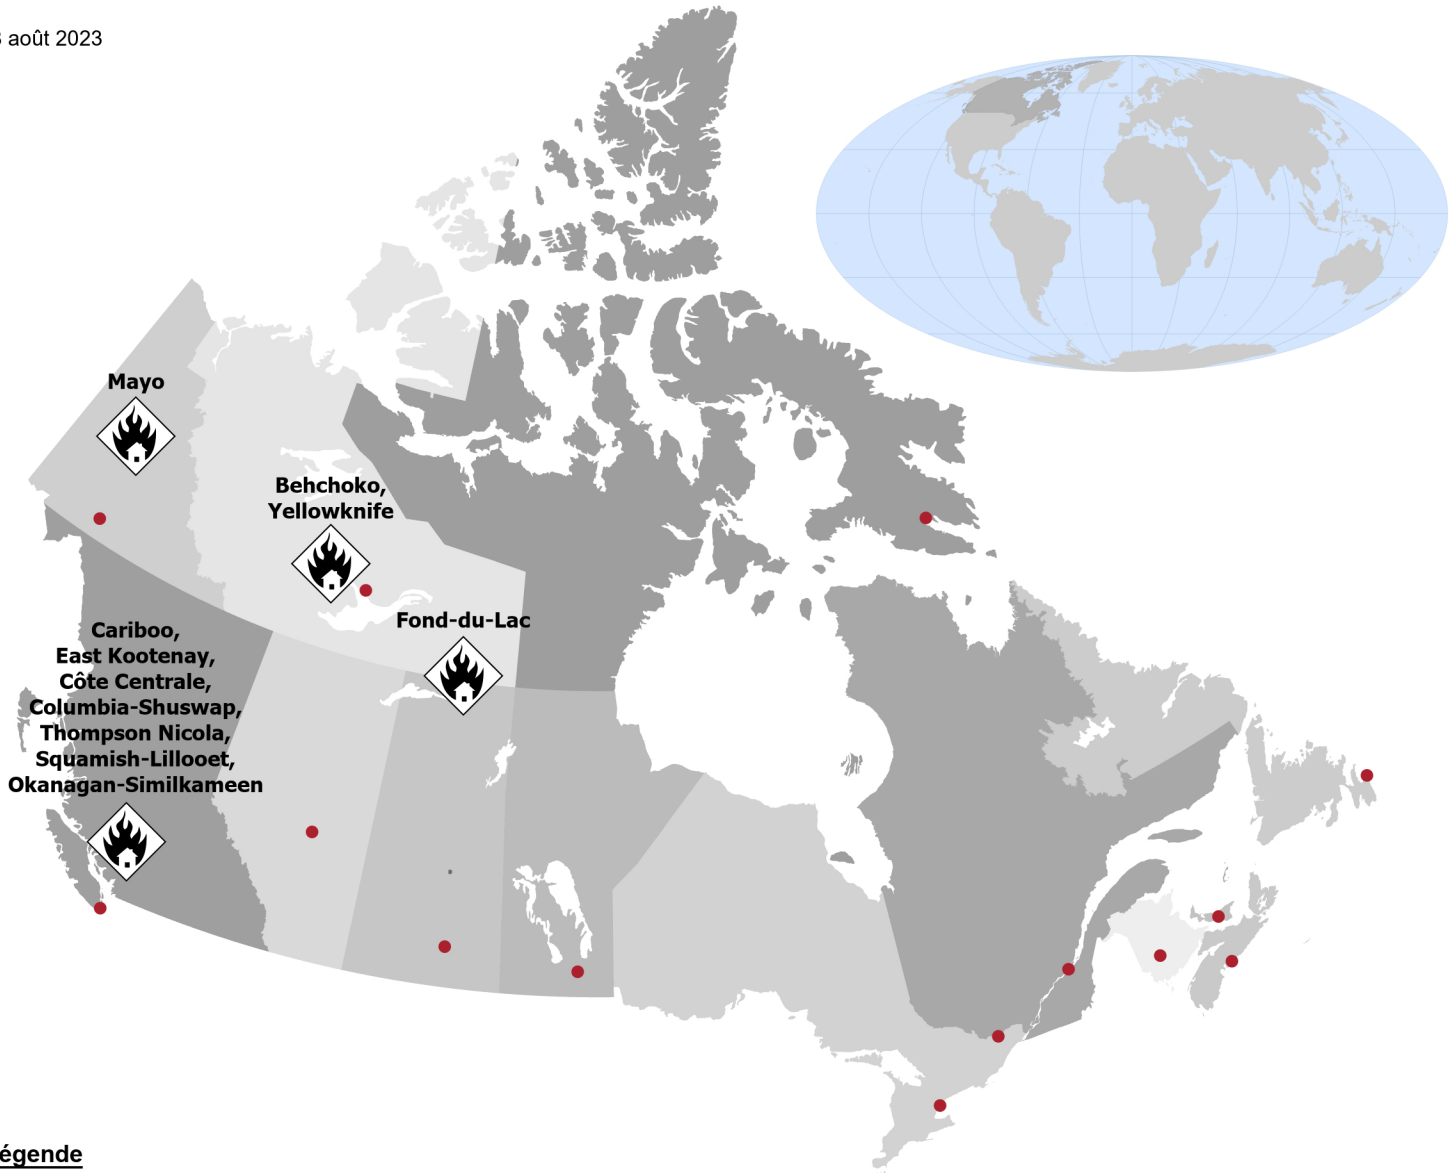 août 2023
Mayo
Behchoko,
Yellowknife
Fond-du-Lac
Cariboo,
East Kootenay,
Côte Centrale,
Columbia-Shuswap,
Thompson Nicola,
Squamish-Lillooet,
Okanagan-Similkameen
égende